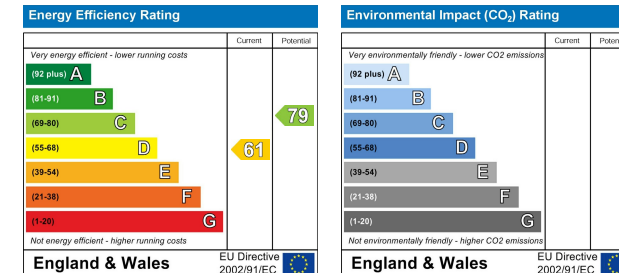 Energy Efficiency Rating
Current Potential
Very energy efficient - lower running costs
(92 plus) A
(81-91) B
(69-80) C
79
(55-68) D
61
(39-54) E
(21-38) F
(1-20) G
Not energy efficient - higher running costs
England & Wales
EU Directive
2002/91/EC
Environmental Impact (CO₂) Rating
Current Poten
Very environmentally friendly - lower CO2 emissions
(92 plus) A
(81-91) B
(69-80) C
(55-68) D
(39-54) E
(21-38) F
(1-20) G
Not environmentally friendly - higher CO2 emissions
England & Wales
EU Directive
2002/91/EC